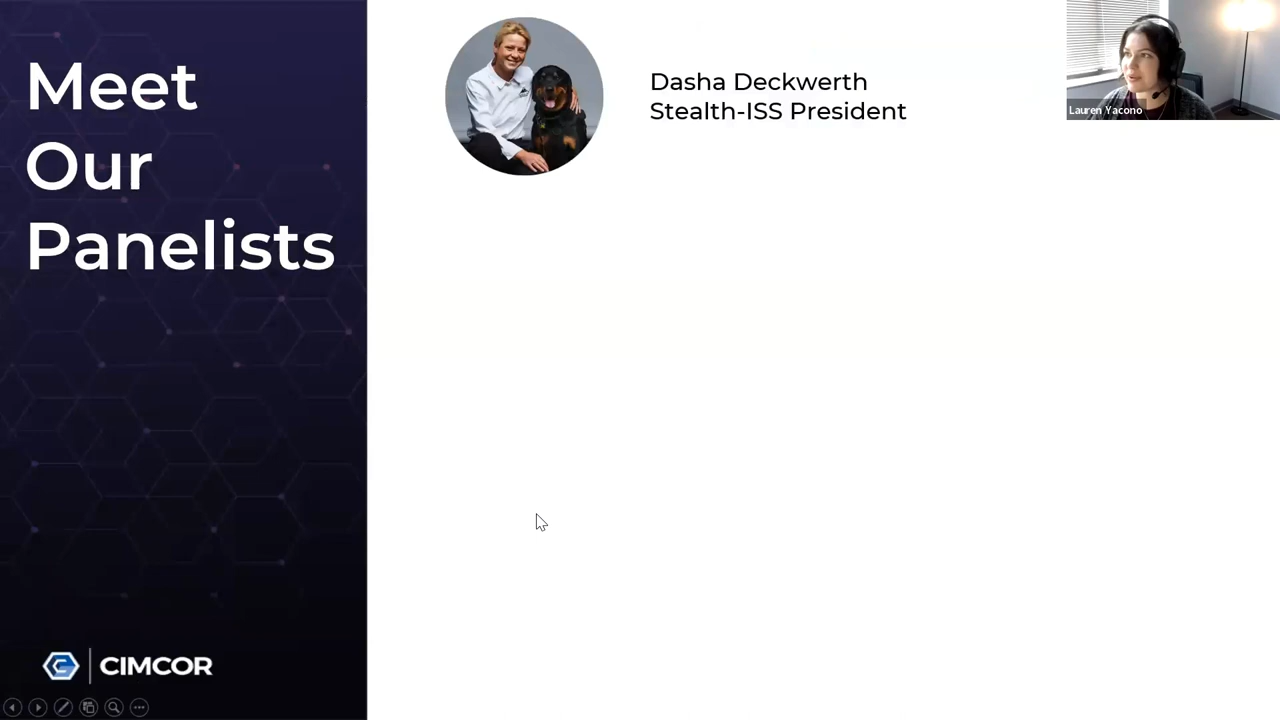 Meet
Our
Panelists
Dasha Deckwerth
Stealth-ISS President
Lauren Yacono
CIMCOR